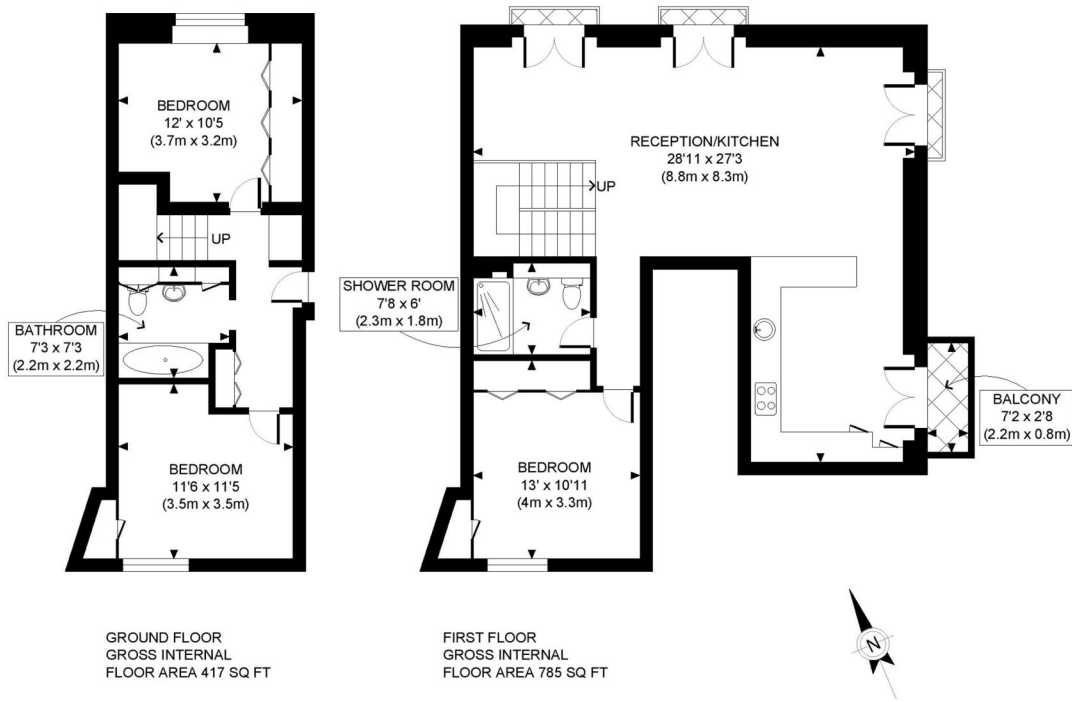 BEDROOM
12' x 10'5
(3.7m x 3.2m)
UP
BATHROOM
7'3 x 7'3
(2.2m x 2.2m)
BEDROOM
11'6 x 11'5
(3.5m x 3.5m)
GROUND FLOOR
GROSS INTERNAL
FLOOR AREA 417 SQ FT
RECEPTION/KITCHEN
28'11 x 27'3
(8.8m x 8.3m)
UP
SHOWER ROOM
7'8 x 6'
(2.3m x 1.8m)
BEDROOM
13' x 10'11
(4m x 3.3m)
BALCONY
7'2 x 2'8
(2.2m x 0.8m)
FIRST FLOOR
GROSS INTERNAL
FLOOR AREA 785 SQ FT
N